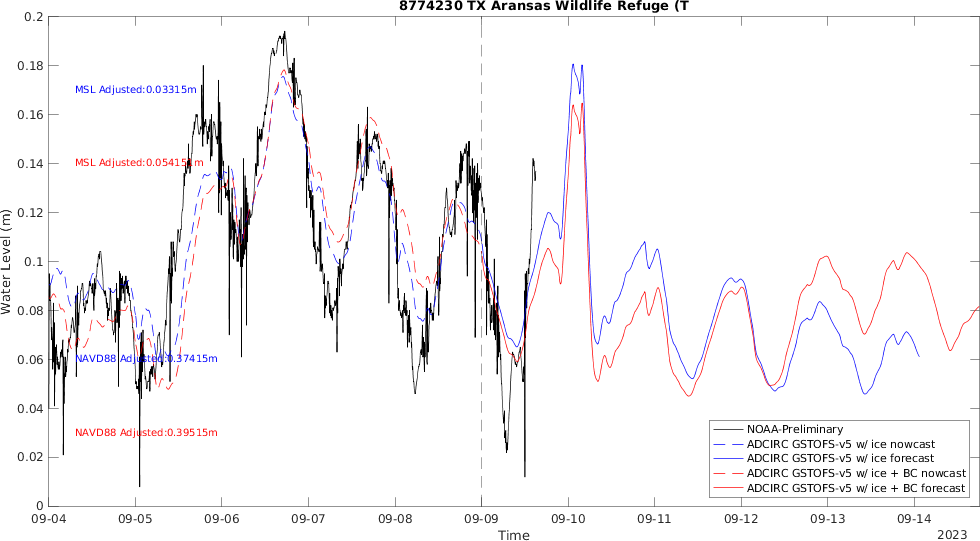 8774230 TX Aransas Wildlife Refuge (T
0.2
0.18
0.16
0.14
0.12
0.1
0.08
0.06
0.04
0.02
0
Water Level (m)
MSL Adjusted:0.03315m
MSL Adjusted:0.05415m
NAVD88 Adjusted:0.37415m
NAVD88 Adjusted:0.39515m
NOAA-Preliminary
ADCIRC GSTOFS-v5 w/ ice nowcast
ADCIRC GSTOFS-v5 w/ ice forecast
ADCIRC GSTOFS-v5 w/ ice + BC nowcast
ADCIRC GSTOFS-v5 w/ ice + BC forecast
09-04 09-05 09-06 09-07 09-08 09-09 09-10 09-11 09-12 09-13 09-14
Time
2023